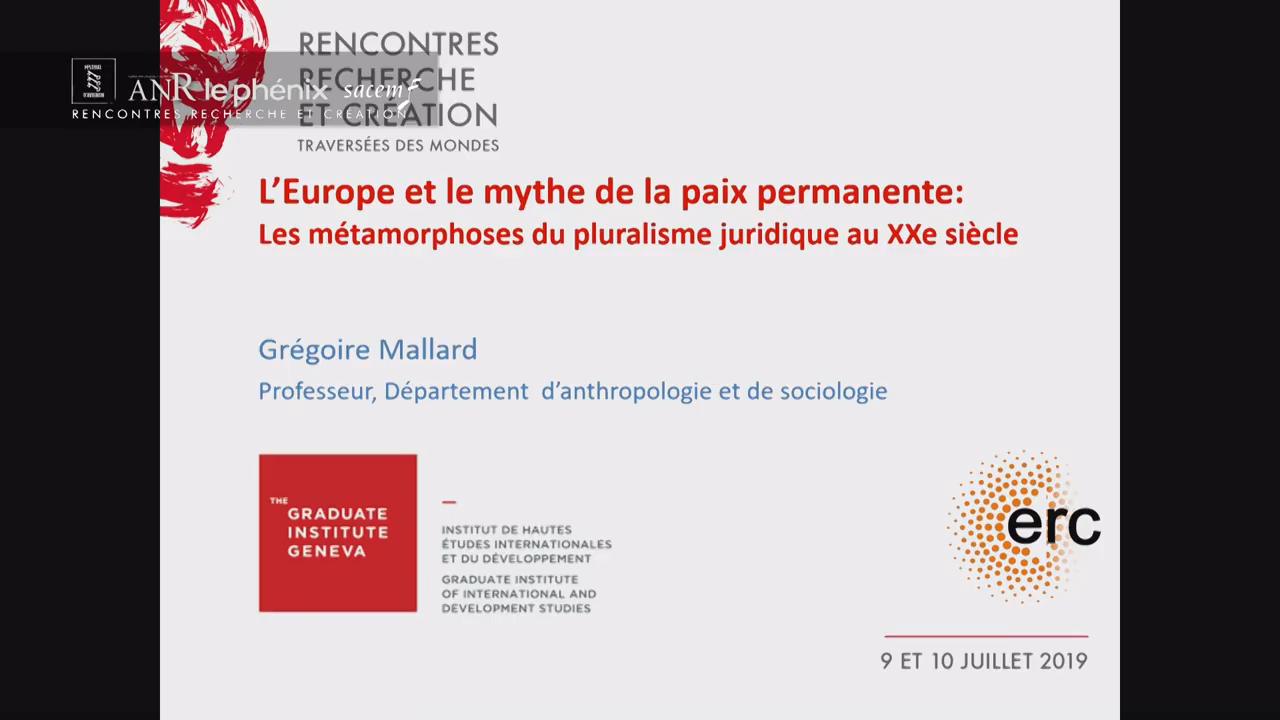 RENCONTRES
RECHERCHE
ET CRÉATION
TRAVERSÉES DES MONDES
ANR le phénix sacem
RENCONTRES RECHERCHE ET CRÉATION
L’Europe et le mythe de la paix permanente:
Les métamorphoses du pluralisme juridique au XXe siècle
Grégoire Mallard
Professeur, Département d’anthropologie et de sociologie
THE
GRADUATE
INSTITUTE
GENEVA
INSTITUT DE HAUTES
ÉTUDES INTERNATIONALES
ET DU DÉVELOPPEMENT
GRADUATE INSTITUTE
OF INTERNATIONAL AND
DEVELOPMENT STUDIES
erc
9 ET 10 JUILLET 2019